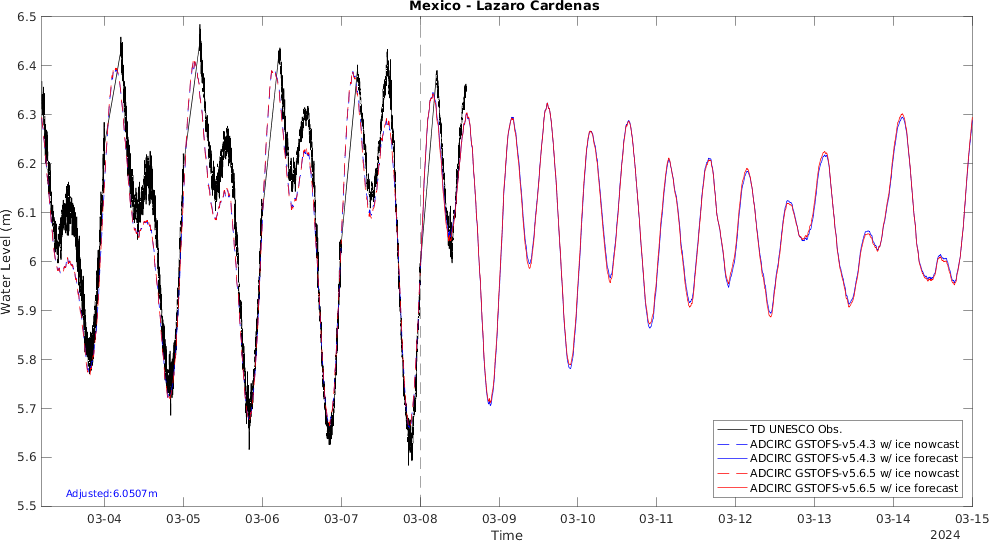 Mexico - Lazaro Cardenas
6.5
6.4
6.3
6.2
6.1
6
5.9
5.8
5.7
5.6
5.5
Water Level (m)
Adjusted:6.0507m
TD UNESCO Obs.
ADCIRC GSTOFS-v5.4.3 w/ ice nowcast
ADCIRC GSTOFS-v5.4.3 w/ ice forecast
ADCIRC GSTOFS-v5.6.5 w/ ice nowcast
ADCIRC GSTOFS-v5.6.5 w/ ice forecast
03-04 03-05 03-06 03-07 03-08 03-09 03-10 03-11 03-12 03-13 03-14 03-15
Time
2024